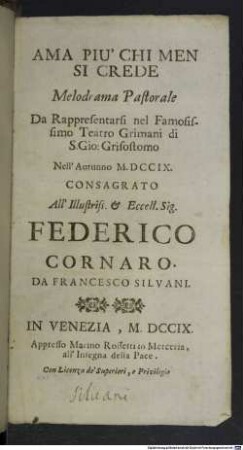 AMA PIU' CHI MEN
SI CREDE
Melodrama Pastorale
Da Rappresentarsi nel Famosis-
simo Teatro Grimani di
S.Gio: Grisostomo
Nell' Autunno M.DCCIX.
CONSAGRATO
All' Illustriss. & Eccell. Sig.
FEDERICO
CORNARO.
DA FRANCESCO SILVANI.
IN VENEZIA, M. DCCIX.
Appresso Marino Rossetti in Merceria,
all' Insegna della Pace.
Con Licenza de' Superiori, e Privilegio
Silvani